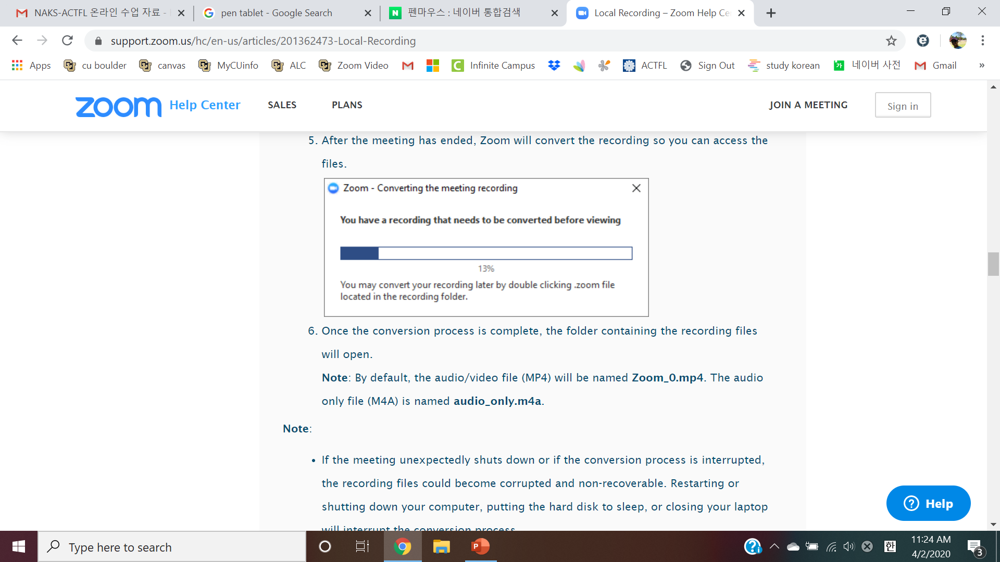 NAKS-ACTFL 온라인 수업 자료 -
pen tablet - Google Search
펜마우스 : 네이버 통합검색
Local Recording – Zoom Help Ce
support.zoom.us/hc/en-us/articles/201362473-Local-Recording
Apps cu boulder canvas MyCUinfo ALC Zoom Video Infinite Campus ACTFL Sign Out study korean 네이버 사전 Gmail »
zoom Help Center SALES PLANS JOIN A MEETING Sign in
5. After the meeting has ended, Zoom will convert the recording so you can access the
files.
Zoom - Converting the meeting recording
You have a recording that needs to be converted before viewing
13%
You may convert your recording later by double clicking .zoom file
located in the recording folder.
6. Once the conversion process is complete, the folder containing the recording files
will open.
Note: By default, the audio/video file (MP4) will be named Zoom_0.mp4. The audio
only file (M4A) is named audio_only.m4a.
Note:
• If the meeting unexpectedly shuts down or if the conversion process is interrupted,
the recording files could become corrupted and non-recoverable. Restarting or
shutting down your computer, putting the hard disk to sleep, or closing your laptop
will interrupt the conversion process.
Help
Type here to search
한
11:24 AM
4/2/2020
3